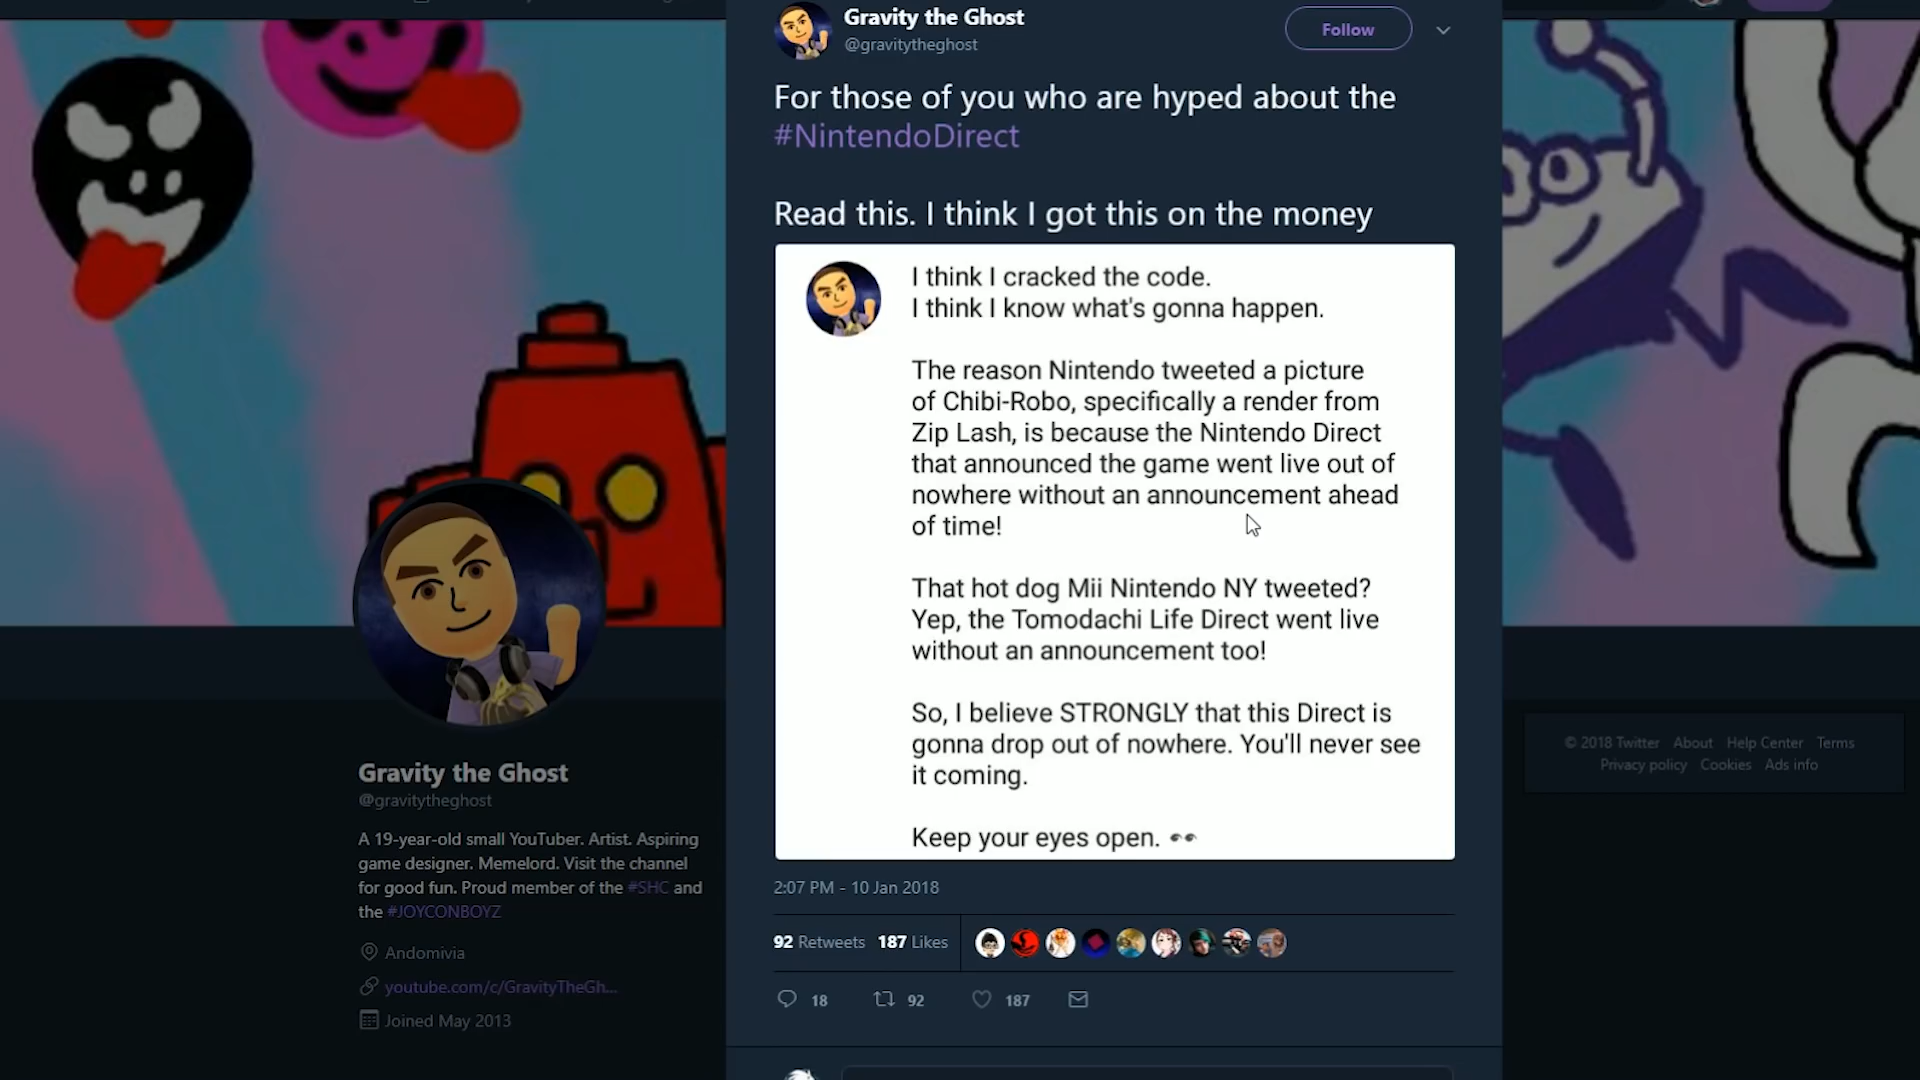 Gravity the Ghost
@gravitytheghost
Follow
For those of you who are hyped about the
#NintendoDirect
Read this. I think I got this on the money
I think I cracked the code.
I think I know what's gonna happen.
The reason Nintendo tweeted a picture
of Chibi-Robo, specifically a render from
Zip Lash, is because the Nintendo Direct
that announced the game went live out of
nowhere without an announcement ahead
of time!
That hot dog Mii Nintendo NY tweeted?
Yep, the Tomodachi Life Direct went live
without an announcement too!
So, I believe STRONGLY that this Direct is
gonna drop out of nowhere. You'll never see
it coming.
Keep your eyes open. 👀
2:07 PM - 10 Jan 2018
92 Retweets 187 Likes
18 92 187
Gravity the Ghost
@gravitytheghost
A 19-year-old small YouTuber. Artist. Aspiring
game designer. Memelord. Visit the channel
for good fun. Proud member of the #SHC and
the #JOYCONBOYZ
Andomivia
youtube.com/c/GravityTheGh...
Joined May 2013
© 2018 Twitter About Help Center Terms
Privacy policy Cookies Ads info